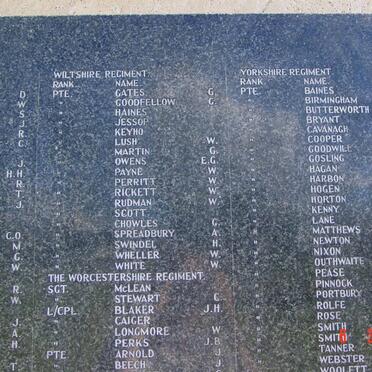 WILTSHIRE REGIMENT.
RANK. NAME.
PTE. GATES G.
" GOODFELLOW G.
" HAINES
" JESSOP
" KEYHO
" LUSH W.
" MARTIN G.
" OWENS E.G.
" PAYNE W.
" PERRITT W.
" RICKETT W.
" RUDMAN W.
" SCOTT
" CHOWLES G.
" SPREADBURY A.
" SWINDEL H.
" WHELLER W.
" WHITE W.
THE WORCESTERSHIRE REGIMENT.
SGT. McLEAN
" STEWART C.
L/CPL. BLAKER J.H.
" CAIGER
" LONGMORE W
" PERKS J.B
PTE ARNOLD J
" BEECH J.
D
W
S
J.
R
C
J.
H.H
R
T.
J
C.O
N
G
W
R
W
J
A
H
T
YORKSHIRE REGIMENT.
RANK. NAME.
PTE. BAINES
" BIRMINGHAM
" BUTTERWORTH
" BRYANT
" CAVANAGH
" COOPER
" GOODWILL
" GOSLING
" HAGAN
" HARBON
" HOGEN
" HORTON
" KENNY
" LANE
" MATTHEWS
" NEWTON
" NIXON
" OUTHWAITE
" PEASE
" PINNOCK
" PORTBURY
" ROLFE
" ROSE
" SMITH
" SMITH
" TANNER
" WEBSTER
" WOOLETT